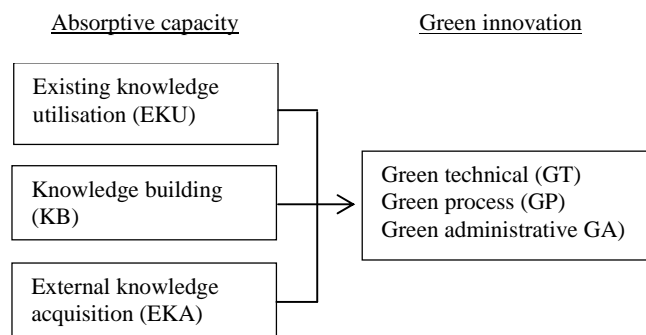 Absorptive capacity
Green innovation
Existing knowledge
utilisation (EKU)
Knowledge building
(KB)
External knowledge
acquisition (EKA)
Green technical (GT)
Green process (GP)
Green administrative GA)